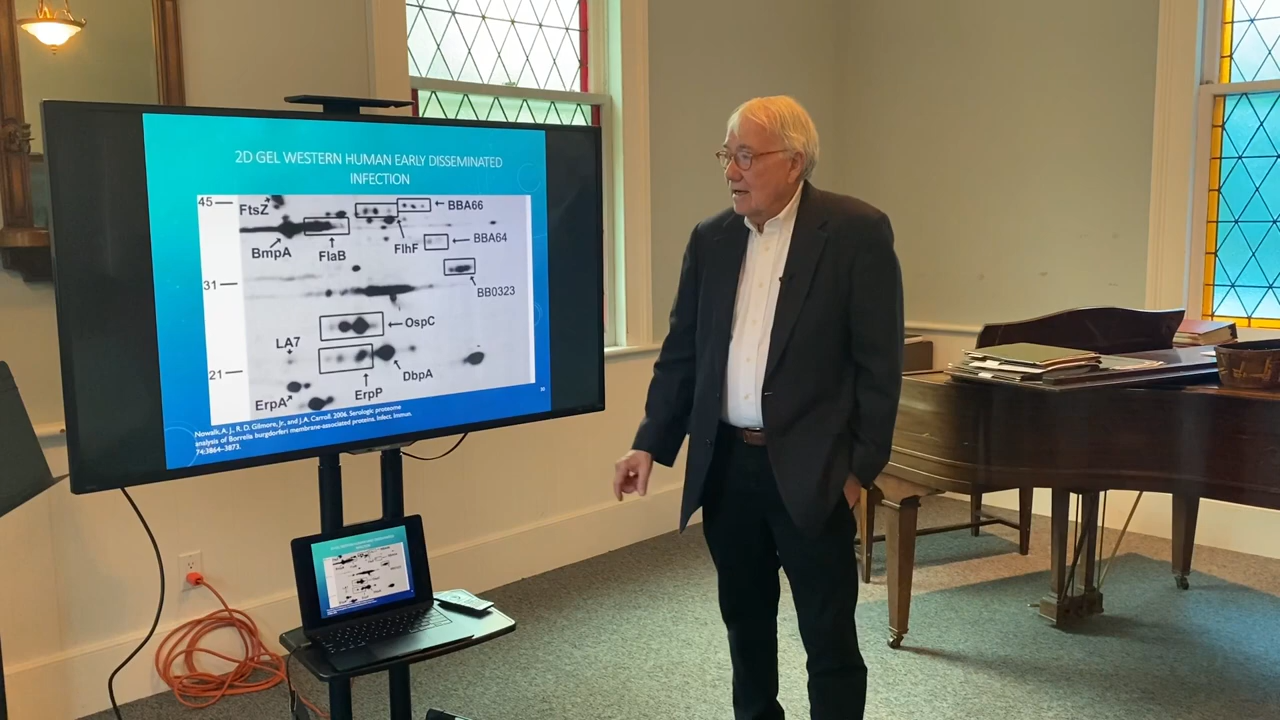 2D GEL WESTERN HUMAN EARLY DISSEMINATED
INFECTION
45
FtsZ
BBA66
BmpA
FlaB
FlhF
BBA64
31
BB0323
OspC
LA7
21
DbpA
ErpP
ErpA
Nowalk, A. J., R. D. Gilmore, Jr., and J.A. Carroll. 2006. Serologic proteome
analysis of Borrelia burgdorferi membrane-associated proteins. Infect. Immun.
74:3864–3873.